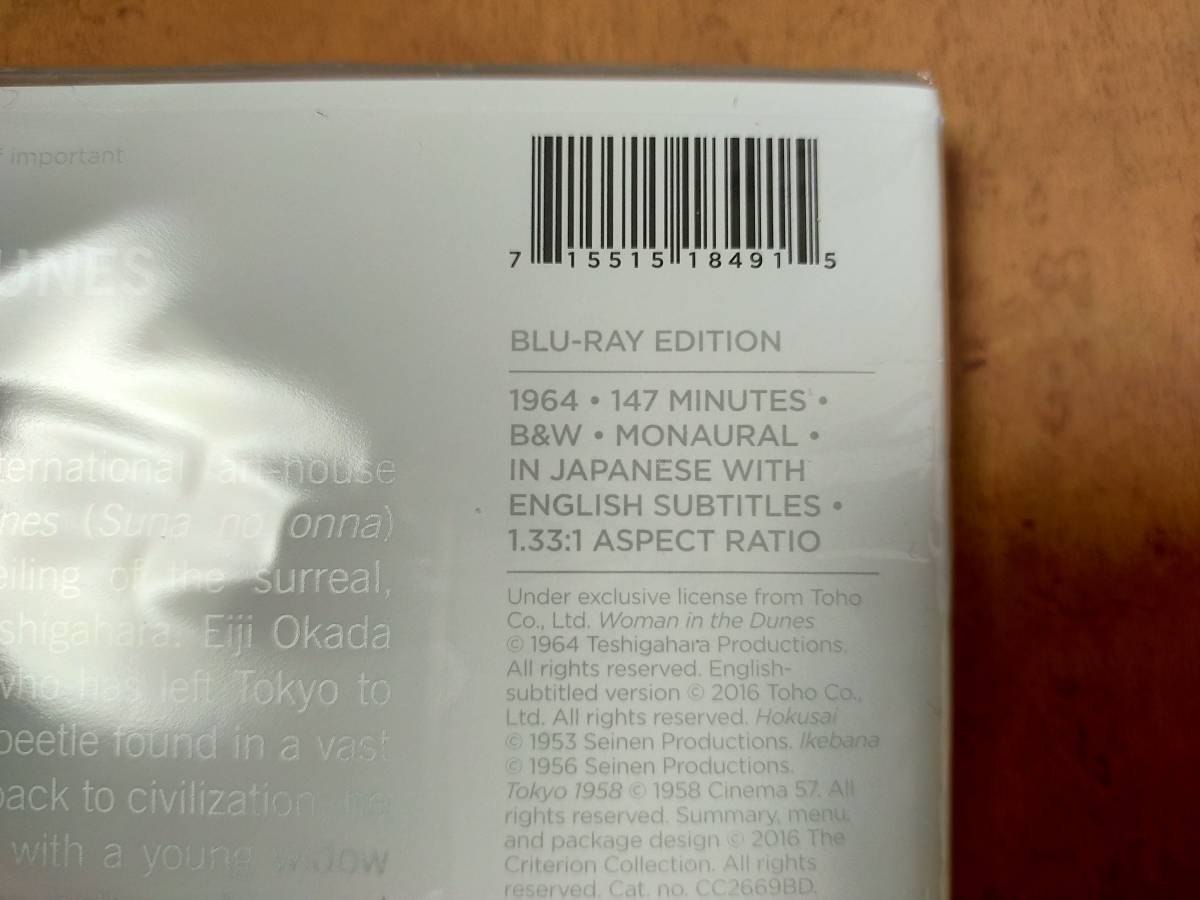 f important
UNES
ternational art-house
nes (Suna no onna)
eiling of the surreal,
shigahara. Eiji Okada
who has left Tokyo to
beetle found in a vast
back to civilization, he
with a young widow
7 15515 18491 5
BLU-RAY EDITION
1964 • 147 MINUTES •
B&W • MONAURAL •
IN JAPANESE WITH
ENGLISH SUBTITLES •
1.33:1 ASPECT RATIO
Under exclusive license from Toho
Co., Ltd. Woman in the Dunes
© 1964 Teshigahara Productions.
All rights reserved. English-
subtitled version © 2016 Toho Co.,
Ltd. All rights reserved. Hokusai
© 1953 Seinen Productions. Ikebana
© 1956 Seinen Productions.
Tokyo 1958 © 1958 Cinema 57. All
rights reserved. Summary, menu,
and package design © 2016 The
Criterion Collection. All rights
reserved. Cat. no. CC2669BD.